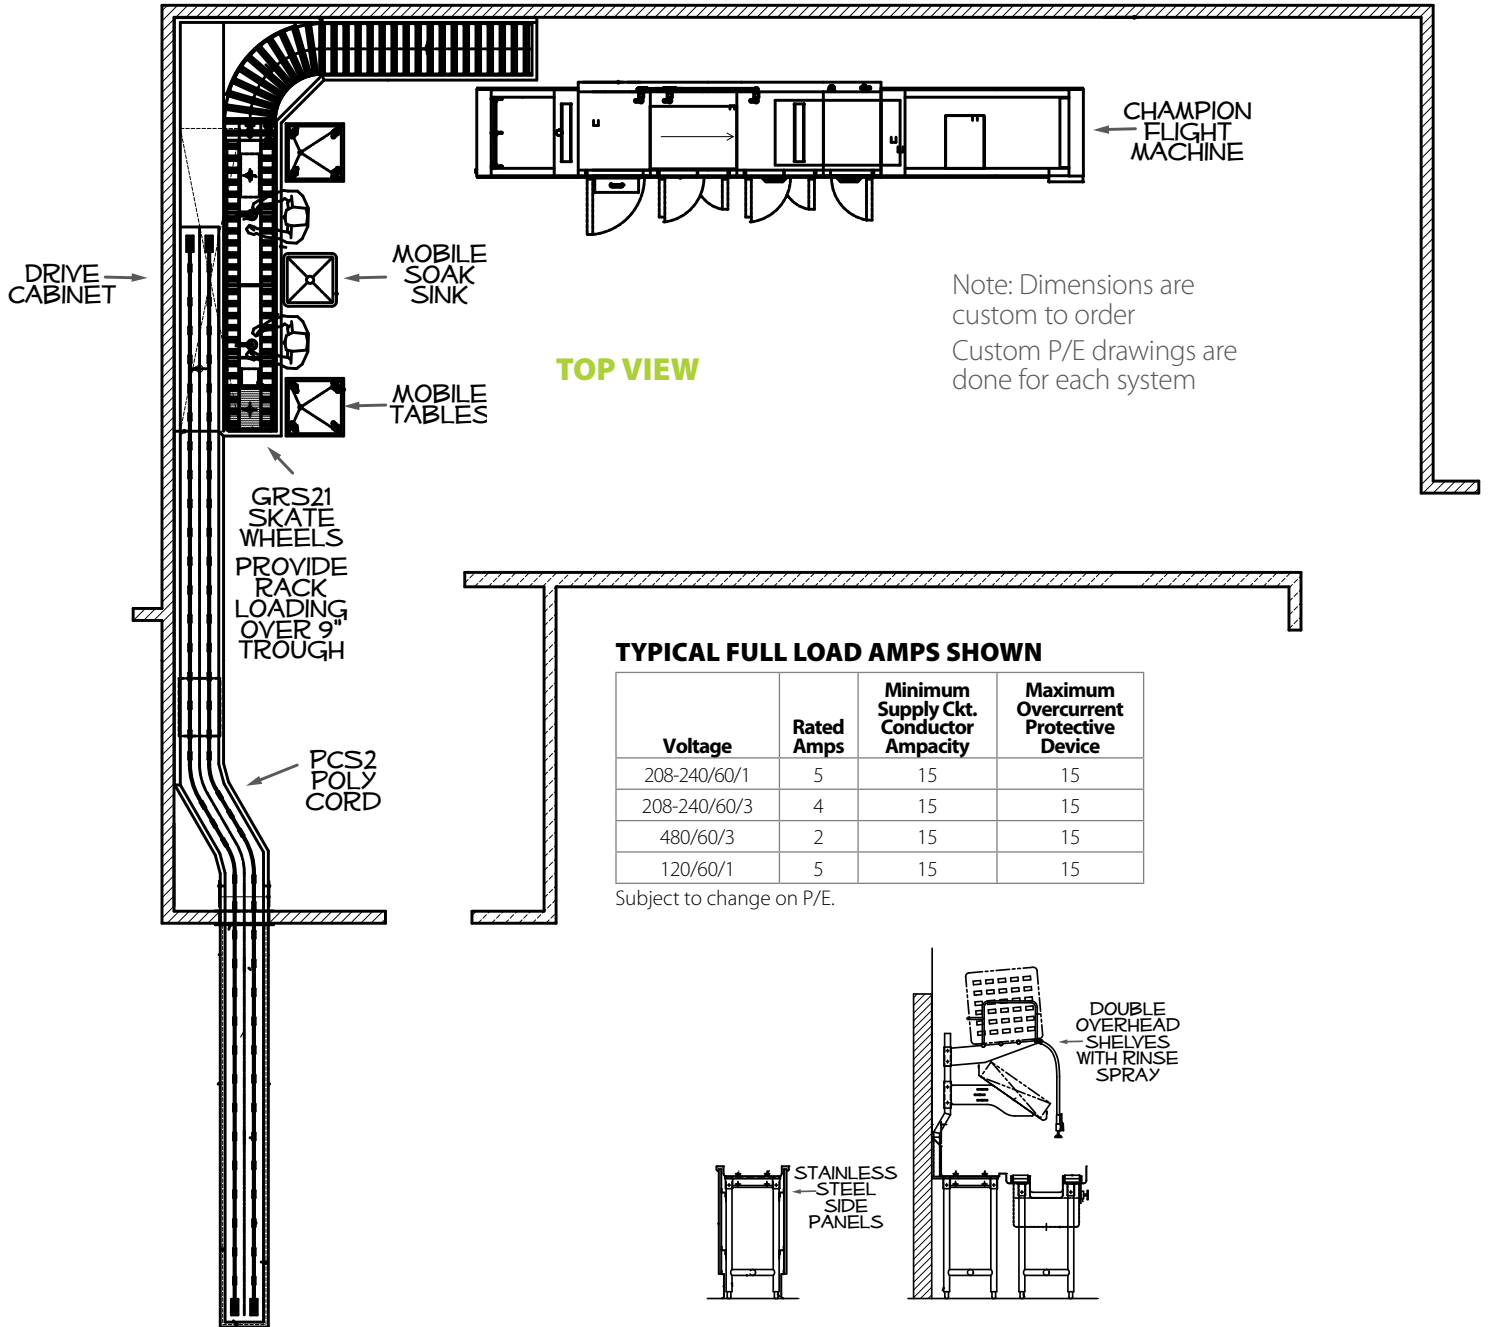 CHAMPION
FLIGHT
MACHINE
DRIVE
CABINET
MOBILE
SOAK
SINK
Note: Dimensions are
custom to order
Custom P/E drawings are
done for each system
TOP VIEW
MOBILE
TABLES
GRS21
SKATE
WHEELS
PROVIDE
RACK
LOADING
OVER 9"
TROUGH
PCS2
POLY
CORD
TYPICAL FULL LOAD AMPS SHOWN
Voltage
Rated
Amps
Minimum
Supply Ckt.
Conductor
Ampacity
Maximum
Overcurrent
Protective
Device
208-240/60/1 5 15 15
208-240/60/3 4 15 15
480/60/3 2 15 15
120/60/1 5 15 15
Subject to change on P/E.
DOUBLE
OVERHEAD
SHELVES
WITH RINSE
SPRAY
STAINLESS
STEEL
SIDE
PANELS